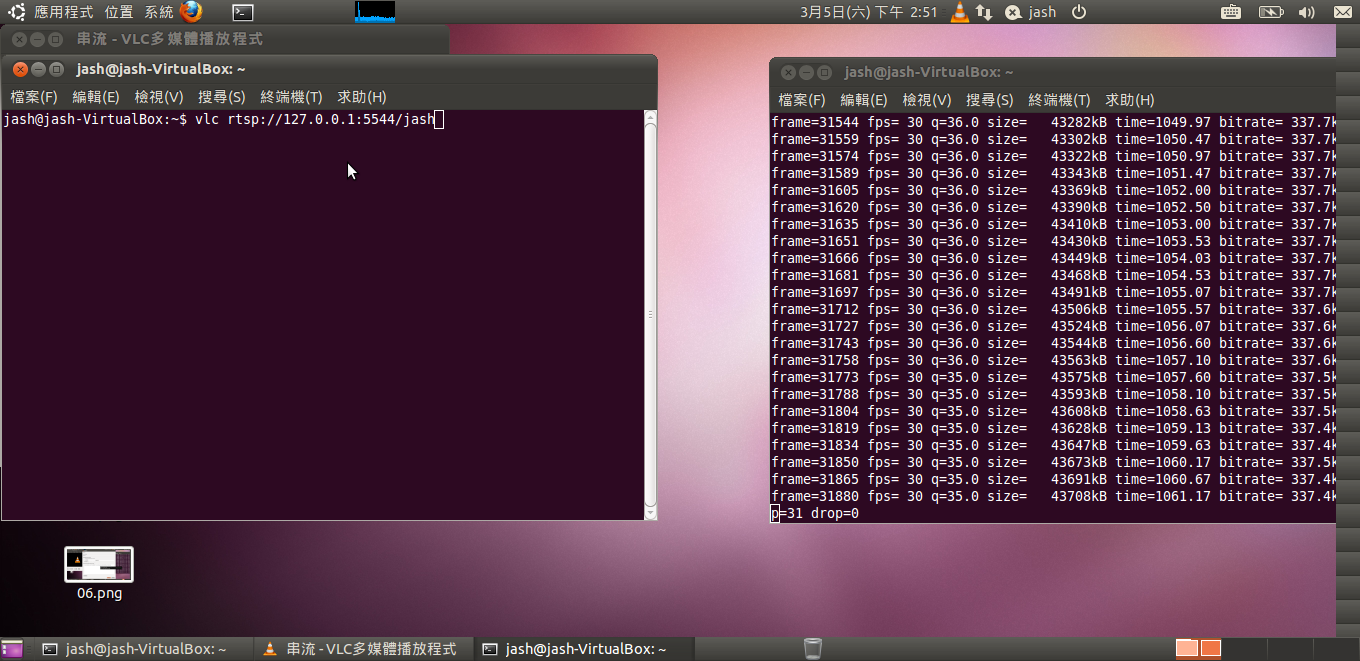 應用程式 位置 系統 3月5日(六) 下午 2:51 jash
串流 - VLC多媒體播放程式
jash@jash-VirtualBox: ~
檔案(F) 編輯(E) 檢視(V) 搜尋(S) 終端機(T) 求助(H)
jash@jash-VirtualBox:~$ vlc rtsp://127.0.0.1:5544/jash
jash@jash-VirtualBox: ~
檔案(F) 編輯(E) 檢視(V) 搜尋(S) 終端機(T) 求助(H)
frame=31544 fps= 30 q=36.0 size= 43282kB time=1049.97 bitrate= 337.7k
frame=31559 fps= 30 q=36.0 size= 43302kB time=1050.47 bitrate= 337.7k
frame=31574 fps= 30 q=36.0 size= 43322kB time=1050.97 bitrate= 337.7k
frame=31589 fps= 30 q=36.0 size= 43343kB time=1051.47 bitrate= 337.7k
frame=31605 fps= 30 q=36.0 size= 43369kB time=1052.00 bitrate= 337.7k
frame=31620 fps= 30 q=36.0 size= 43390kB time=1052.50 bitrate= 337.7k
frame=31635 fps= 30 q=36.0 size= 43410kB time=1053.00 bitrate= 337.7k
frame=31651 fps= 30 q=36.0 size= 43430kB time=1053.53 bitrate= 337.7k
frame=31666 fps= 30 q=36.0 size= 43449kB time=1054.03 bitrate= 337.7k
frame=31681 fps= 30 q=36.0 size= 43468kB time=1054.53 bitrate= 337.7k
frame=31697 fps= 30 q=36.0 size= 43491kB time=1055.07 bitrate= 337.7k
frame=31712 fps= 30 q=36.0 size= 43506kB time=1055.57 bitrate= 337.6k
frame=31727 fps= 30 q=36.0 size= 43524kB time=1056.07 bitrate= 337.6k
frame=31743 fps= 30 q=36.0 size= 43544kB time=1056.60 bitrate= 337.6k
frame=31758 fps= 30 q=36.0 size= 43563kB time=1057.10 bitrate= 337.6k
frame=31773 fps= 30 q=35.0 size= 43575kB time=1057.60 bitrate= 337.5k
frame=31788 fps= 30 q=35.0 size= 43593kB time=1058.10 bitrate= 337.5k
frame=31804 fps= 30 q=35.0 size= 43608kB time=1058.63 bitrate= 337.5k
frame=31819 fps= 30 q=35.0 size= 43628kB time=1059.13 bitrate= 337.4k
frame=31834 fps= 30 q=35.0 size= 43647kB time=1059.63 bitrate= 337.4k
frame=31850 fps= 30 q=35.0 size= 43673kB time=1060.17 bitrate= 337.5k
frame=31865 fps= 30 q=35.0 size= 43691kB time=1060.67 bitrate= 337.4k
frame=31880 fps= 30 q=35.0 size= 43708kB time=1061.17 bitrate= 337.4k
p=31 drop=0
06.png
jash@jash-VirtualBox: ~ 串流 - VLC多媒體播放程式 jash@jash-VirtualBox: ~